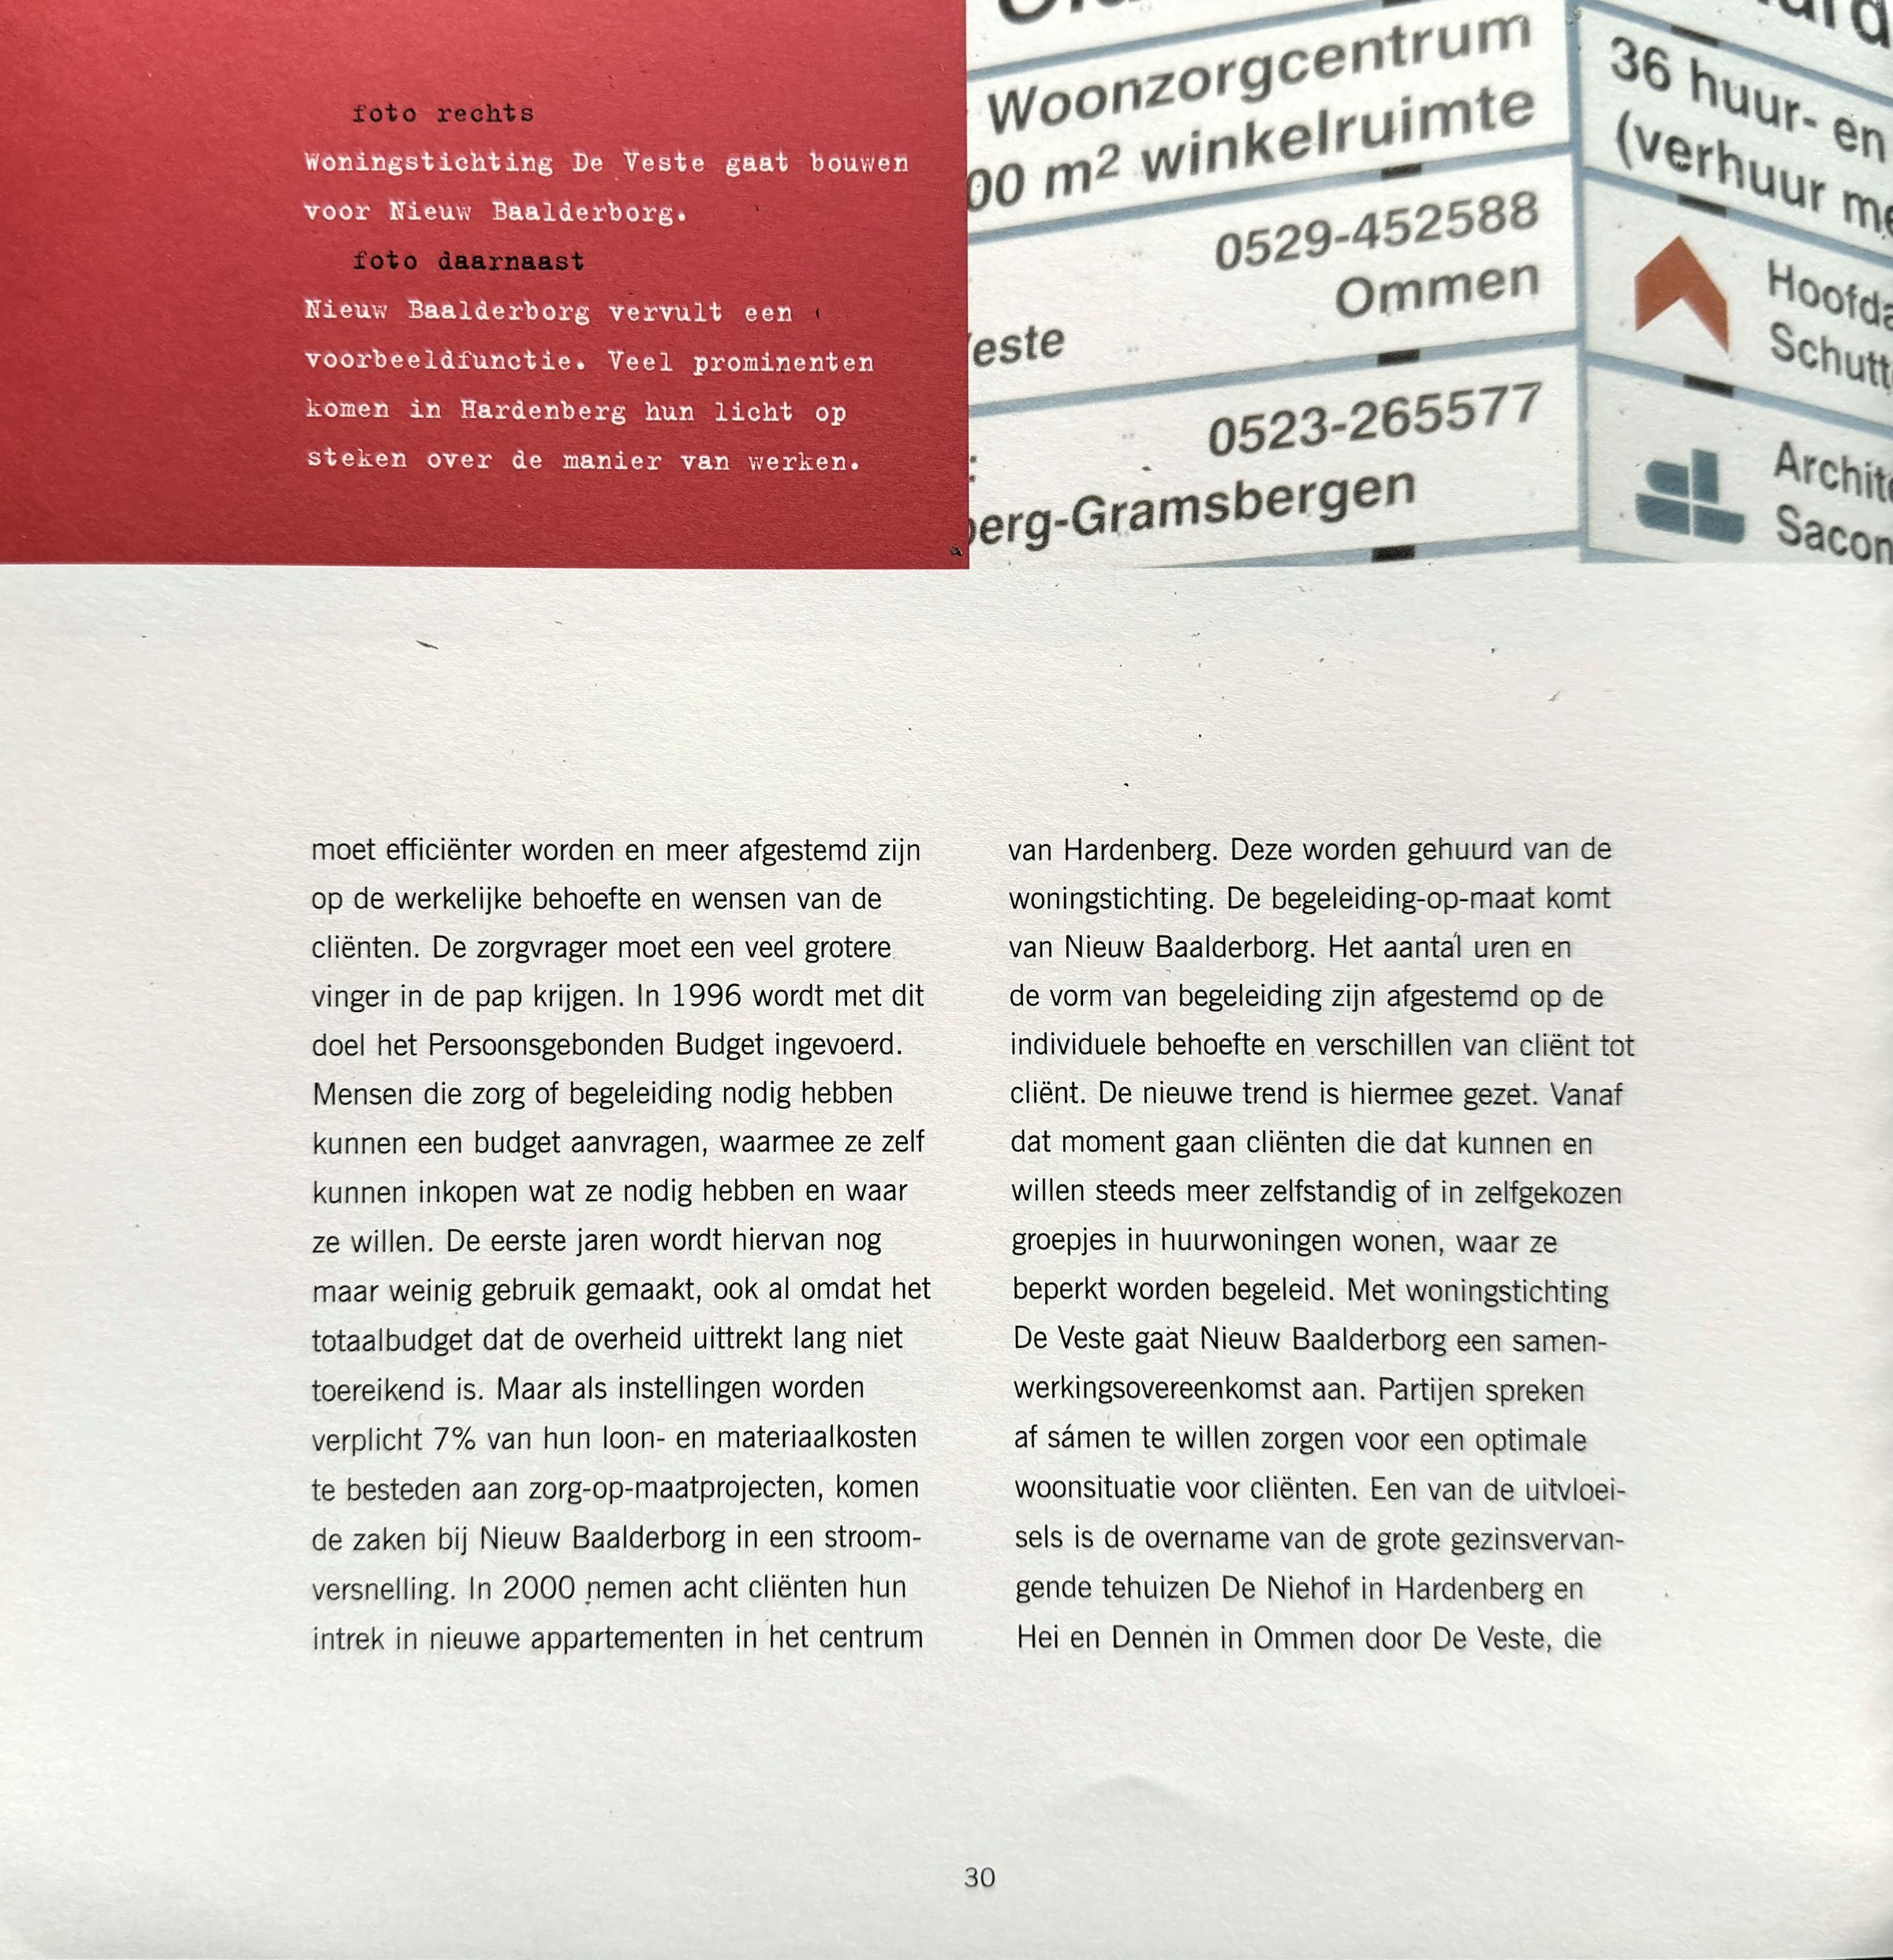 foto rechts
Woningstichting De Veste gaat bouwen
voor Nieuw Baalderborg.
foto daarnaast
Nieuw Baalderborg vervult een
voorbeeldfunctie. Veel prominenten
komen in Hardenberg hun licht op
steken over de manier van werken.
Woonzorgcentrum
00 m² winkelruimte
0529-452588
Ommen
este
0523-265577
erg-Gramsbergen
36 huur- en
(verhuur me
Hoofda
Schutt
Archite
Sacon
moet efficiënter worden en meer afgestemd zijn
op de werkelijke behoefte en wensen van de
cliënten. De zorgvrager moet een veel grotere
vinger in de pap krijgen. In 1996 wordt met dit
doel het Persoonsgebonden Budget ingevoerd.
Mensen die zorg of begeleiding nodig hebben
kunnen een budget aanvragen, waarmee ze zelf
kunnen inkopen wat ze nodig hebben en waar
ze willen. De eerste jaren wordt hiervan nog
maar weinig gebruik gemaakt, ook al omdat het
totaalbudget dat de overheid uittrekt lang niet
toereikend is. Maar als instellingen worden
verplicht 7% van hun loon- en materiaalkosten
te besteden aan zorg-op-maatprojecten, komen
de zaken bij Nieuw Baalderborg in een stroom-
versnelling. In 2000 nemen acht cliënten hun
intrek in nieuwe appartementen in het centrum
van Hardenberg. Deze worden gehuurd van de
woningstichting. De begeleiding-op-maat komt
van Nieuw Baalderborg. Het aantal uren en
de vorm van begeleiding zijn afgestemd op de
individuele behoefte en verschillen van cliënt tot
cliënt. De nieuwe trend is hiermee gezet. Vanaf
dat moment gaan cliënten die dat kunnen en
willen steeds meer zelfstandig of in zelfgekozen
groepjes in huurwoningen wonen, waar ze
beperkt worden begeleid. Met woningstichting
De Veste gaat Nieuw Baalderborg een samen-
werkingsovereenkomst aan. Partijen spreken
af sámen te willen zorgen voor een optimale
woonsituatie voor cliënten. Een van de uitvloei-
sels is de overname van de grote gezinsvervan-
gende tehuizen De Niehof in Hardenberg en
Hei en Dennen in Ommen door De Veste, die
30